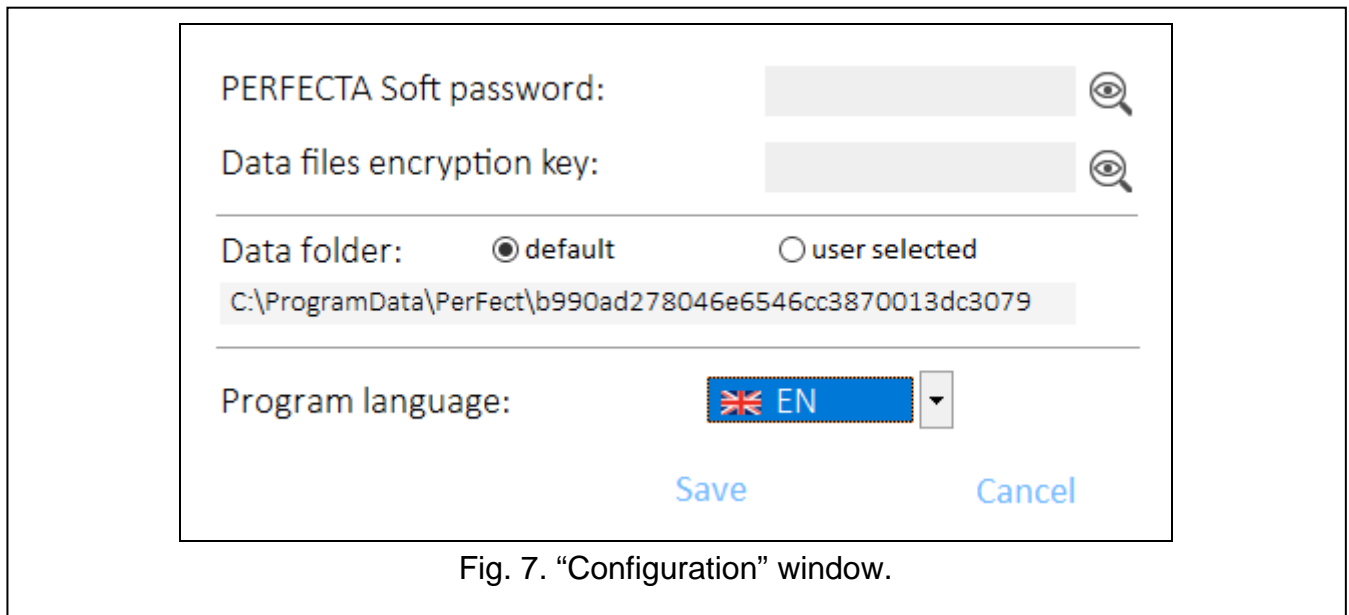 PERFECTA Soft password:
Data files encryption key:
Data folder: default user selected
C:\ProgramData\PerFect\b990ad278046e6546cc3870013dc3079
Program language: EN
Save Cancel
Fig. 7. “Configuration” window.